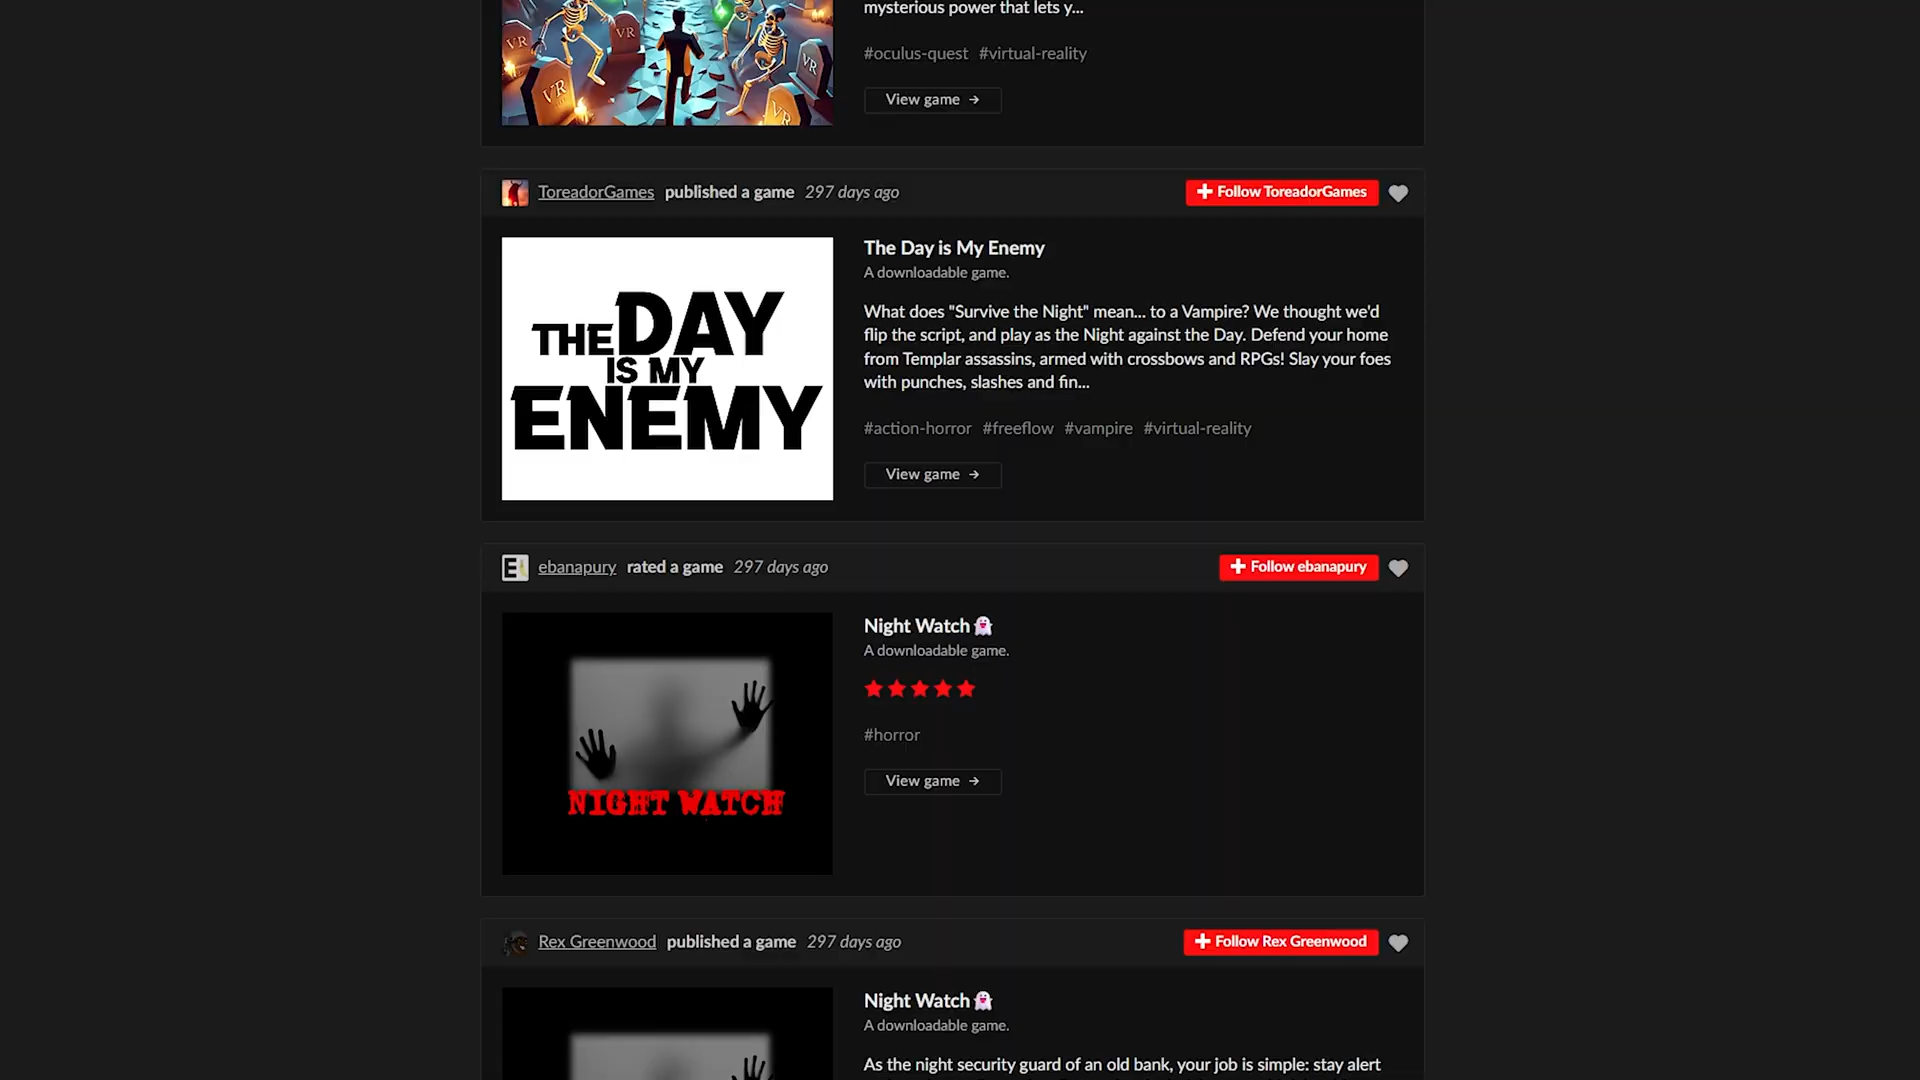 mysterious power that lets y...
VR
VR
VR
VR
VR
#oculus-quest #virtual-reality
View game →
ToreadorGames published a game 297 days ago
+ Follow ToreadorGames
THE DAY
IS MY
ENEMY
The Day is My Enemy
A downloadable game.
What does "Survive the Night" mean... to a Vampire? We thought we'd
flip the script, and play as the Night against the Day. Defend your home
from Templar assassins, armed with crossbows and RPGs! Slay your foes
with punches, slashes and fin...
#action-horror #freeflow #vampire #virtual-reality
View game →
E
ebanapury rated a game 297 days ago
+ Follow ebanapury
NIGHT WATCH
Night Watch👻
A downloadable game.
#horror
View game →
Rex Greenwood published a game 297 days ago
+ Follow Rex Greenwood
Night Watch👻
A downloadable game.
As the night security guard of an old bank, your job is simple: stay alert